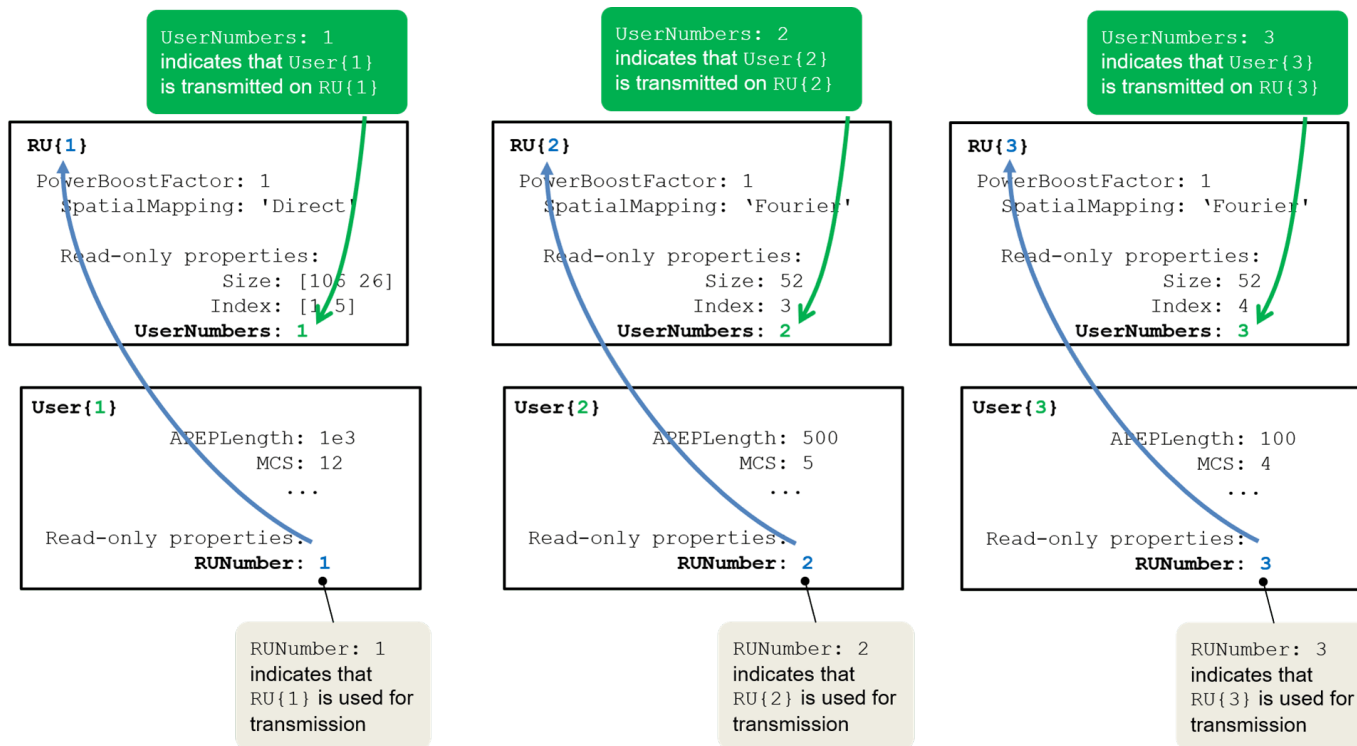 UserNumbers: 1
indicates that User{1}
is transmitted on RU{1}
UserNumbers: 2
indicates that User{2}
is transmitted on RU{2}
UserNumbers: 3
indicates that User{3}
is transmitted on RU{3}
RU{1}
PowerBoostFactor: 1
SpatialMapping: 'Direct'
Read-only properties:
Size: [106 26]
Index: [1 5]
UserNumbers: 1
RU{2}
PowerBoostFactor: 1
SpatialMapping: ‘Fourier'
Read-only properties:
Size: 52
Index: 3
UserNumbers: 2
RU{3}
PowerBoostFactor: 1
SpatialMapping: ‘Fourier'
Read-only properties:
Size: 52
Index: 4
UserNumbers: 3
User{1}
APEPLength: 1e3
MCS: 12
...
Read-only properties:
RUNumber: 1
User{2}
APEPLength: 500
MCS: 5
...
Read-only properties:
RUNumber: 2
User{3}
APEPLength: 100
MCS: 4
...
Read-only properties:
RUNumber: 3
RUNumber: 1
indicates that
RU{1} is used for
transmission
RUNumber: 2
indicates that
RU{2} is used for
transmission
RUNumber: 3
indicates that
RU{3} is used for
transmission